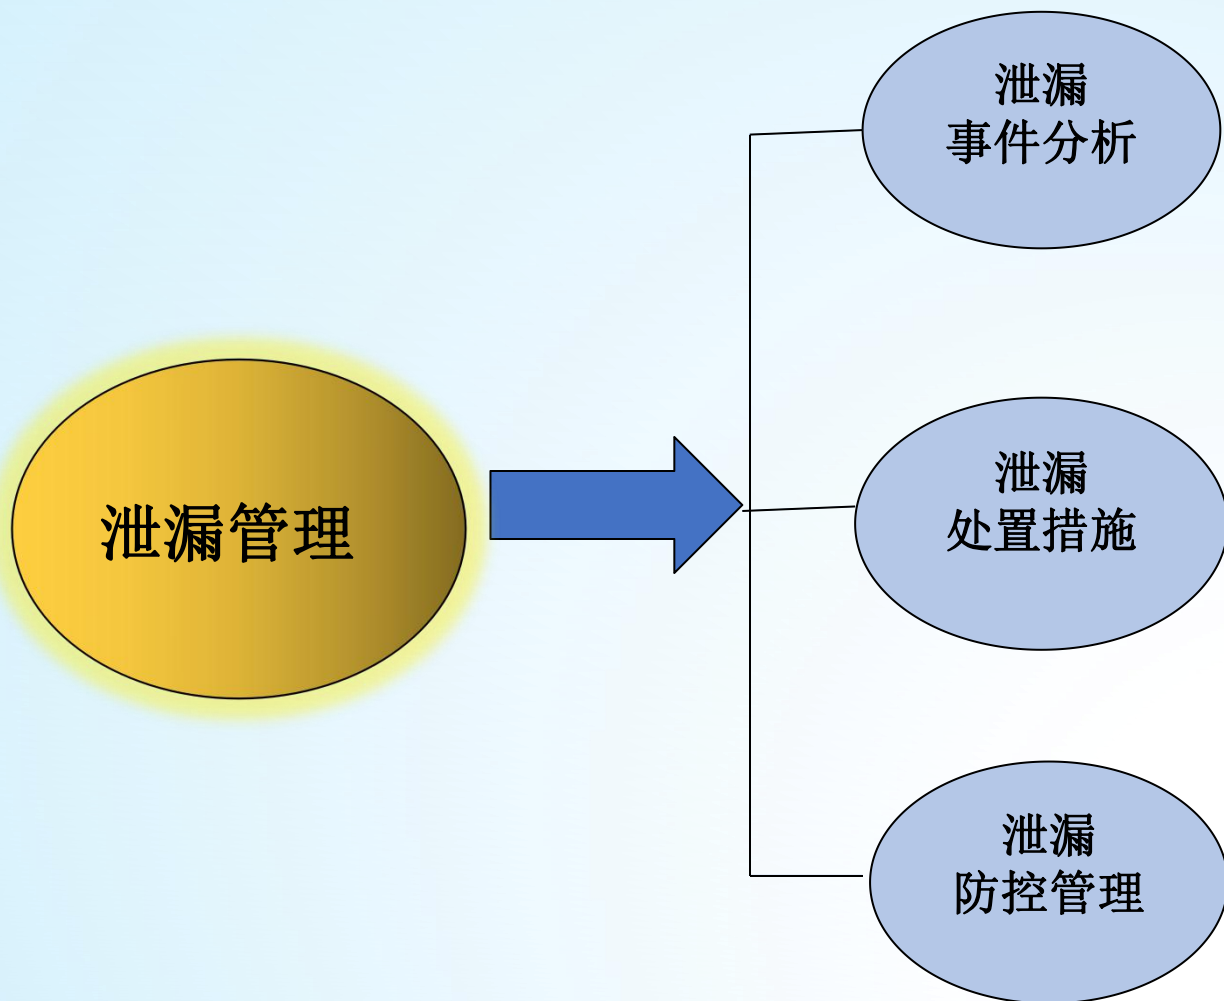 泄漏
事件分析
泄漏管理
泄漏
处置措施
泄漏
防控管理